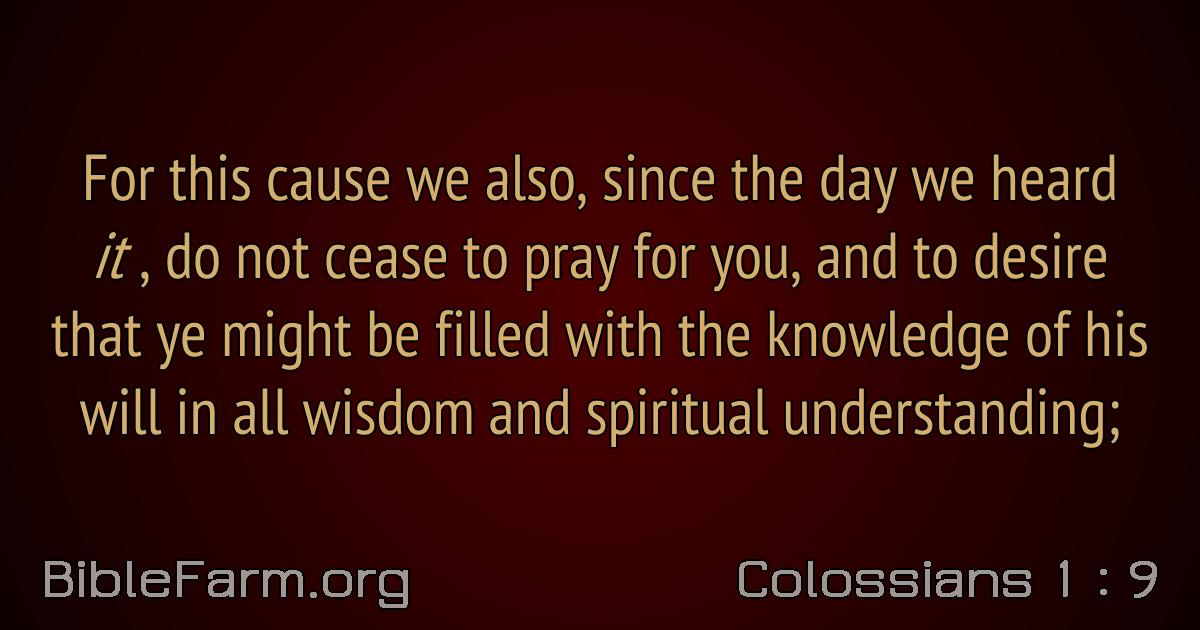 For this cause we also, since the day we heard
it , do not cease to pray for you, and to desire
that ye might be filled with the knowledge of his
will in all wisdom and spiritual understanding;
BibleFarm.org
Colossians 1 : 9